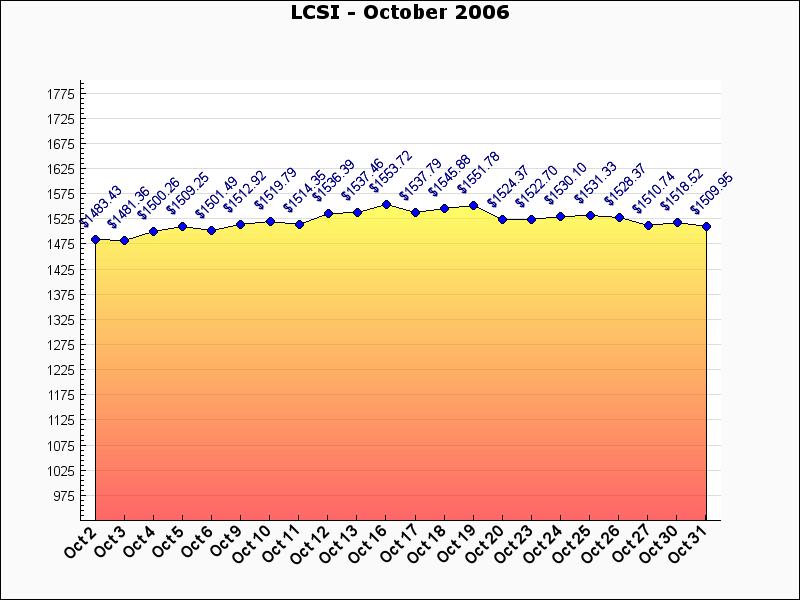 LCSI - October 2006
1775
1725
1675
1625
1575
1525
1475
1425
1375
1325
1275
1225
1175
1125
1075
1025
975
$1483.43
$1481.36
$1500.26
$1509.25
$1501.49
$1512.92
$1519.79
$1514.35
$1536.39
$1537.46
$1553.72
$1537.79
$1545.88
$1551.78
$1524.37
$1522.70
$1530.10
$1531.33
$1528.37
$1510.74
$1518.52
$1509.95
Oct 2
Oct 3
Oct 4
Oct 5
Oct 6
Oct 9
Oct 10
Oct 11
Oct 12
Oct 13
Oct 16
Oct 17
Oct 18
Oct 19
Oct 20
Oct 23
Oct 24
Oct 25
Oct 26
Oct 27
Oct 30
Oct 31